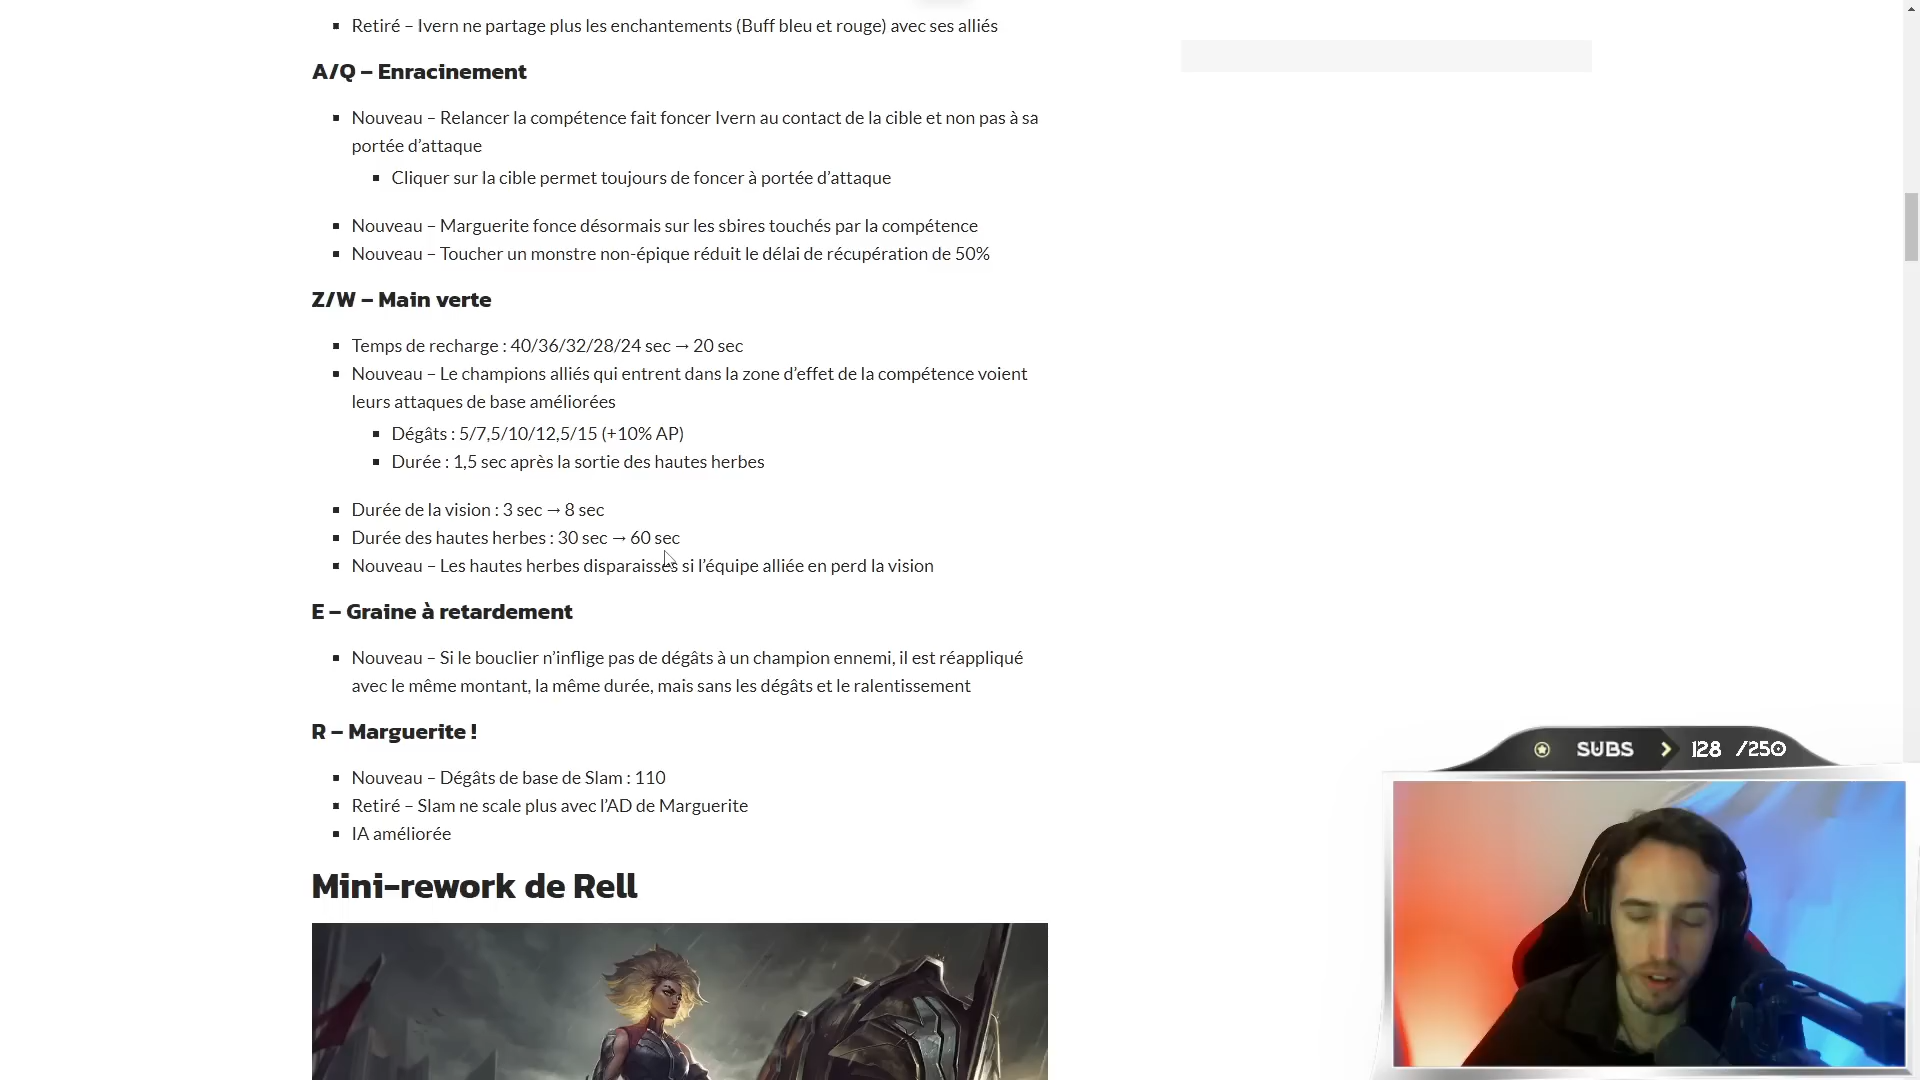 Retiré – Ivern ne partage plus les enchantements (Buff bleu et rouge) avec ses alliés
A/Q – Enracinement
Nouveau – Relancer la compétence fait foncer Ivern au contact de la cible et non pas à sa
portée d’attaque
Cliquer sur la cible permet toujours de foncer à portée d’attaque
Nouveau – Marguerite fonce désormais sur les sbires touchés par la compétence
Nouveau – Toucher un monstre non-épique réduit le délai de récupération de 50%
Z/W – Main verte
Temps de recharge : 40/36/32/28/24 sec → 20 sec
Nouveau – Le champions alliés qui entrent dans la zone d’effet de la compétence voient
leurs attaques de base améliorées
Dégâts : 5/7,5/10/12,5/15 (+10% AP)
Durée : 1,5 sec après la sortie des hautes herbes
Durée de la vision : 3 sec → 8 sec
Durée des hautes herbes : 30 sec → 60 sec
Nouveau – Les hautes herbes disparaisses si l’équipe alliée en perd la vision
E – Graine à retardement
Nouveau – Si le bouclier n’inflige pas de dégâts à un champion ennemi, il est réappliqué
avec le même montant, la même durée, mais sans les dégâts et le ralentissement
R – Marguerite !
Nouveau – Dégâts de base de Slam : 110
Retiré – Slam ne scale plus avec l’AD de Marguerite
IA améliorée
Mini-rework de Rell
SUBS 128 /250